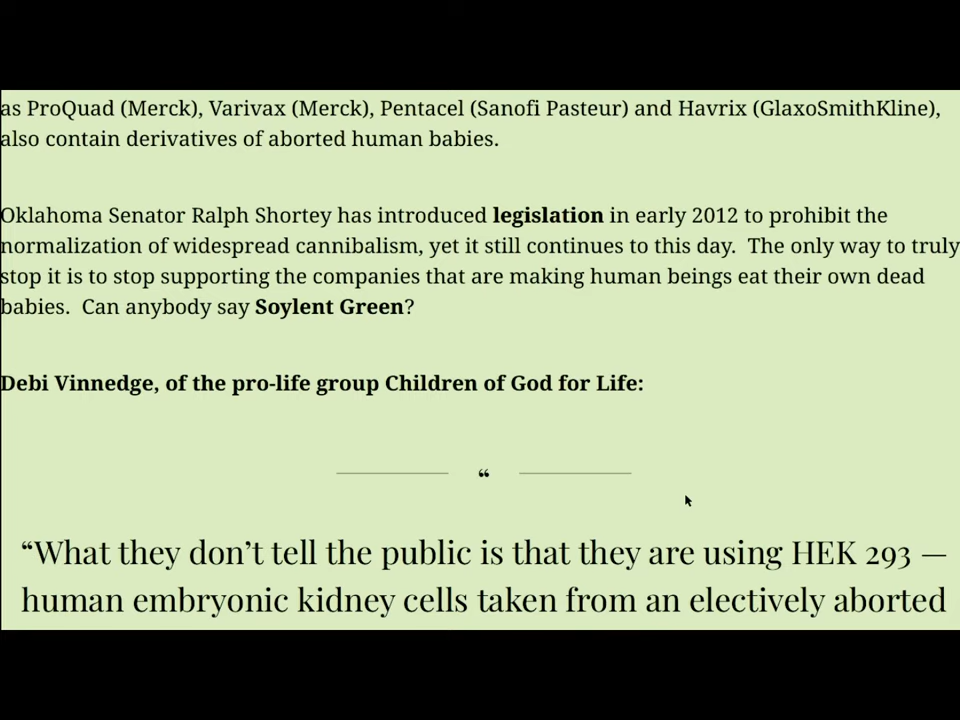 as ProQuad (Merck), Varivax (Merck), Pentacel (Sanofi Pasteur) and Havrix (GlaxoSmithKline),
also contain derivatives of aborted human babies.
Oklahoma Senator Ralph Shortey has introduced legislation in early 2012 to prohibit the
normalization of widespread cannibalism, yet it still continues to this day.  The only way to truly
stop it is to stop supporting the companies that are making human beings eat their own dead
babies.  Can anybody say Soylent Green?
Debi Vinnedge, of the pro-life group Children of God for Life:
“
“What they don’t tell the public is that they are using HEK 293 —
human embryonic kidney cells taken from an electively aborted